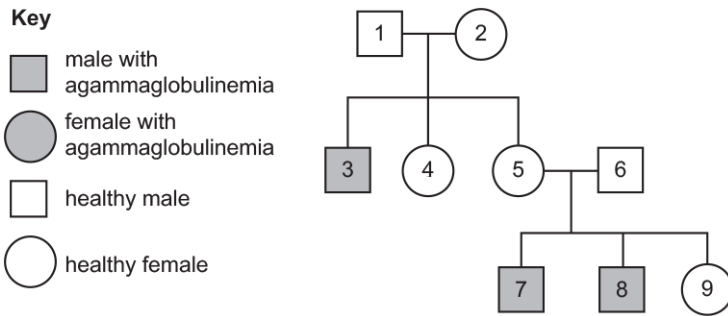 Key
male with
agammaglobulinemia
female with
agammaglobulinemia
healthy male
healthy female
1
2
3
4
5
6
7
8
9